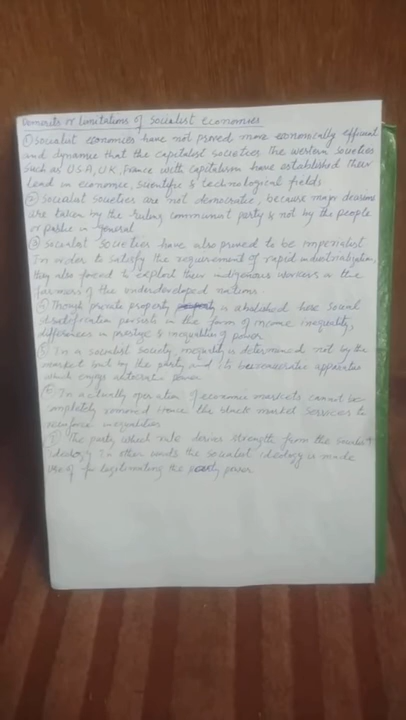 Demerits or limitations of Socialist economies
① Socialist economies have not proved more economically efficient
and dynamic that the capitalist societies. The western societies
such as USA, UK, France with capitalism have established their
lead in economic, scientific & technological fields.
② Socialist societies are not democratic, because major decisions
are taken by the ruling communist party & not by the people
or public in general
③ Socialist societies have also proved to be imperialist
In order to satisfy the requirement of rapid industrialization,
they also forced to exploit their indigenous workers or the
farmers of the underdeveloped nations.
④ Though private property is abolished here social
stratification persists in the form of income inequality,
differences in prestige & inequalities of power
⑤ In a socialist society, inequality is determined not by the
market but by the party and its bureaucratic apparatus
which enjoys autocratic power
⑥ In actually operation of economic markets cannot be co
mpletely removed Hence the black market services to
reinforce inequalities
⑦ The party which rule derives strength from the socialist
ideology In other words the socialist ideology is made
use of for legitimating the party power